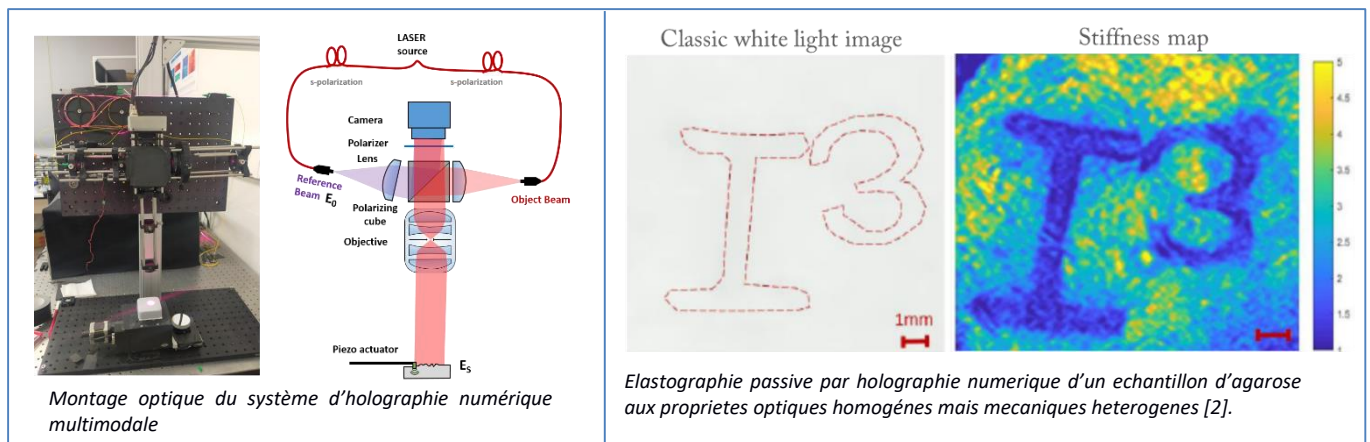 LASER
source
s-polarization
s-polarization
Camera
Polarizer
Lens
Reference
Beam E0
Polarizing
cube
Object Beam
Objective
Piezo actuator
ES
Montage optique du système d'holographie numérique
multimodale
Classic white light image
Stiffness map
1mm
5
4.5
4
3.5
3
2.5
2
1.5
1
Elastographie passive par holographie numerique d'un echantillon d'agarose
aux proprietes optiques homogénes mais mecaniques heterogenes [2].